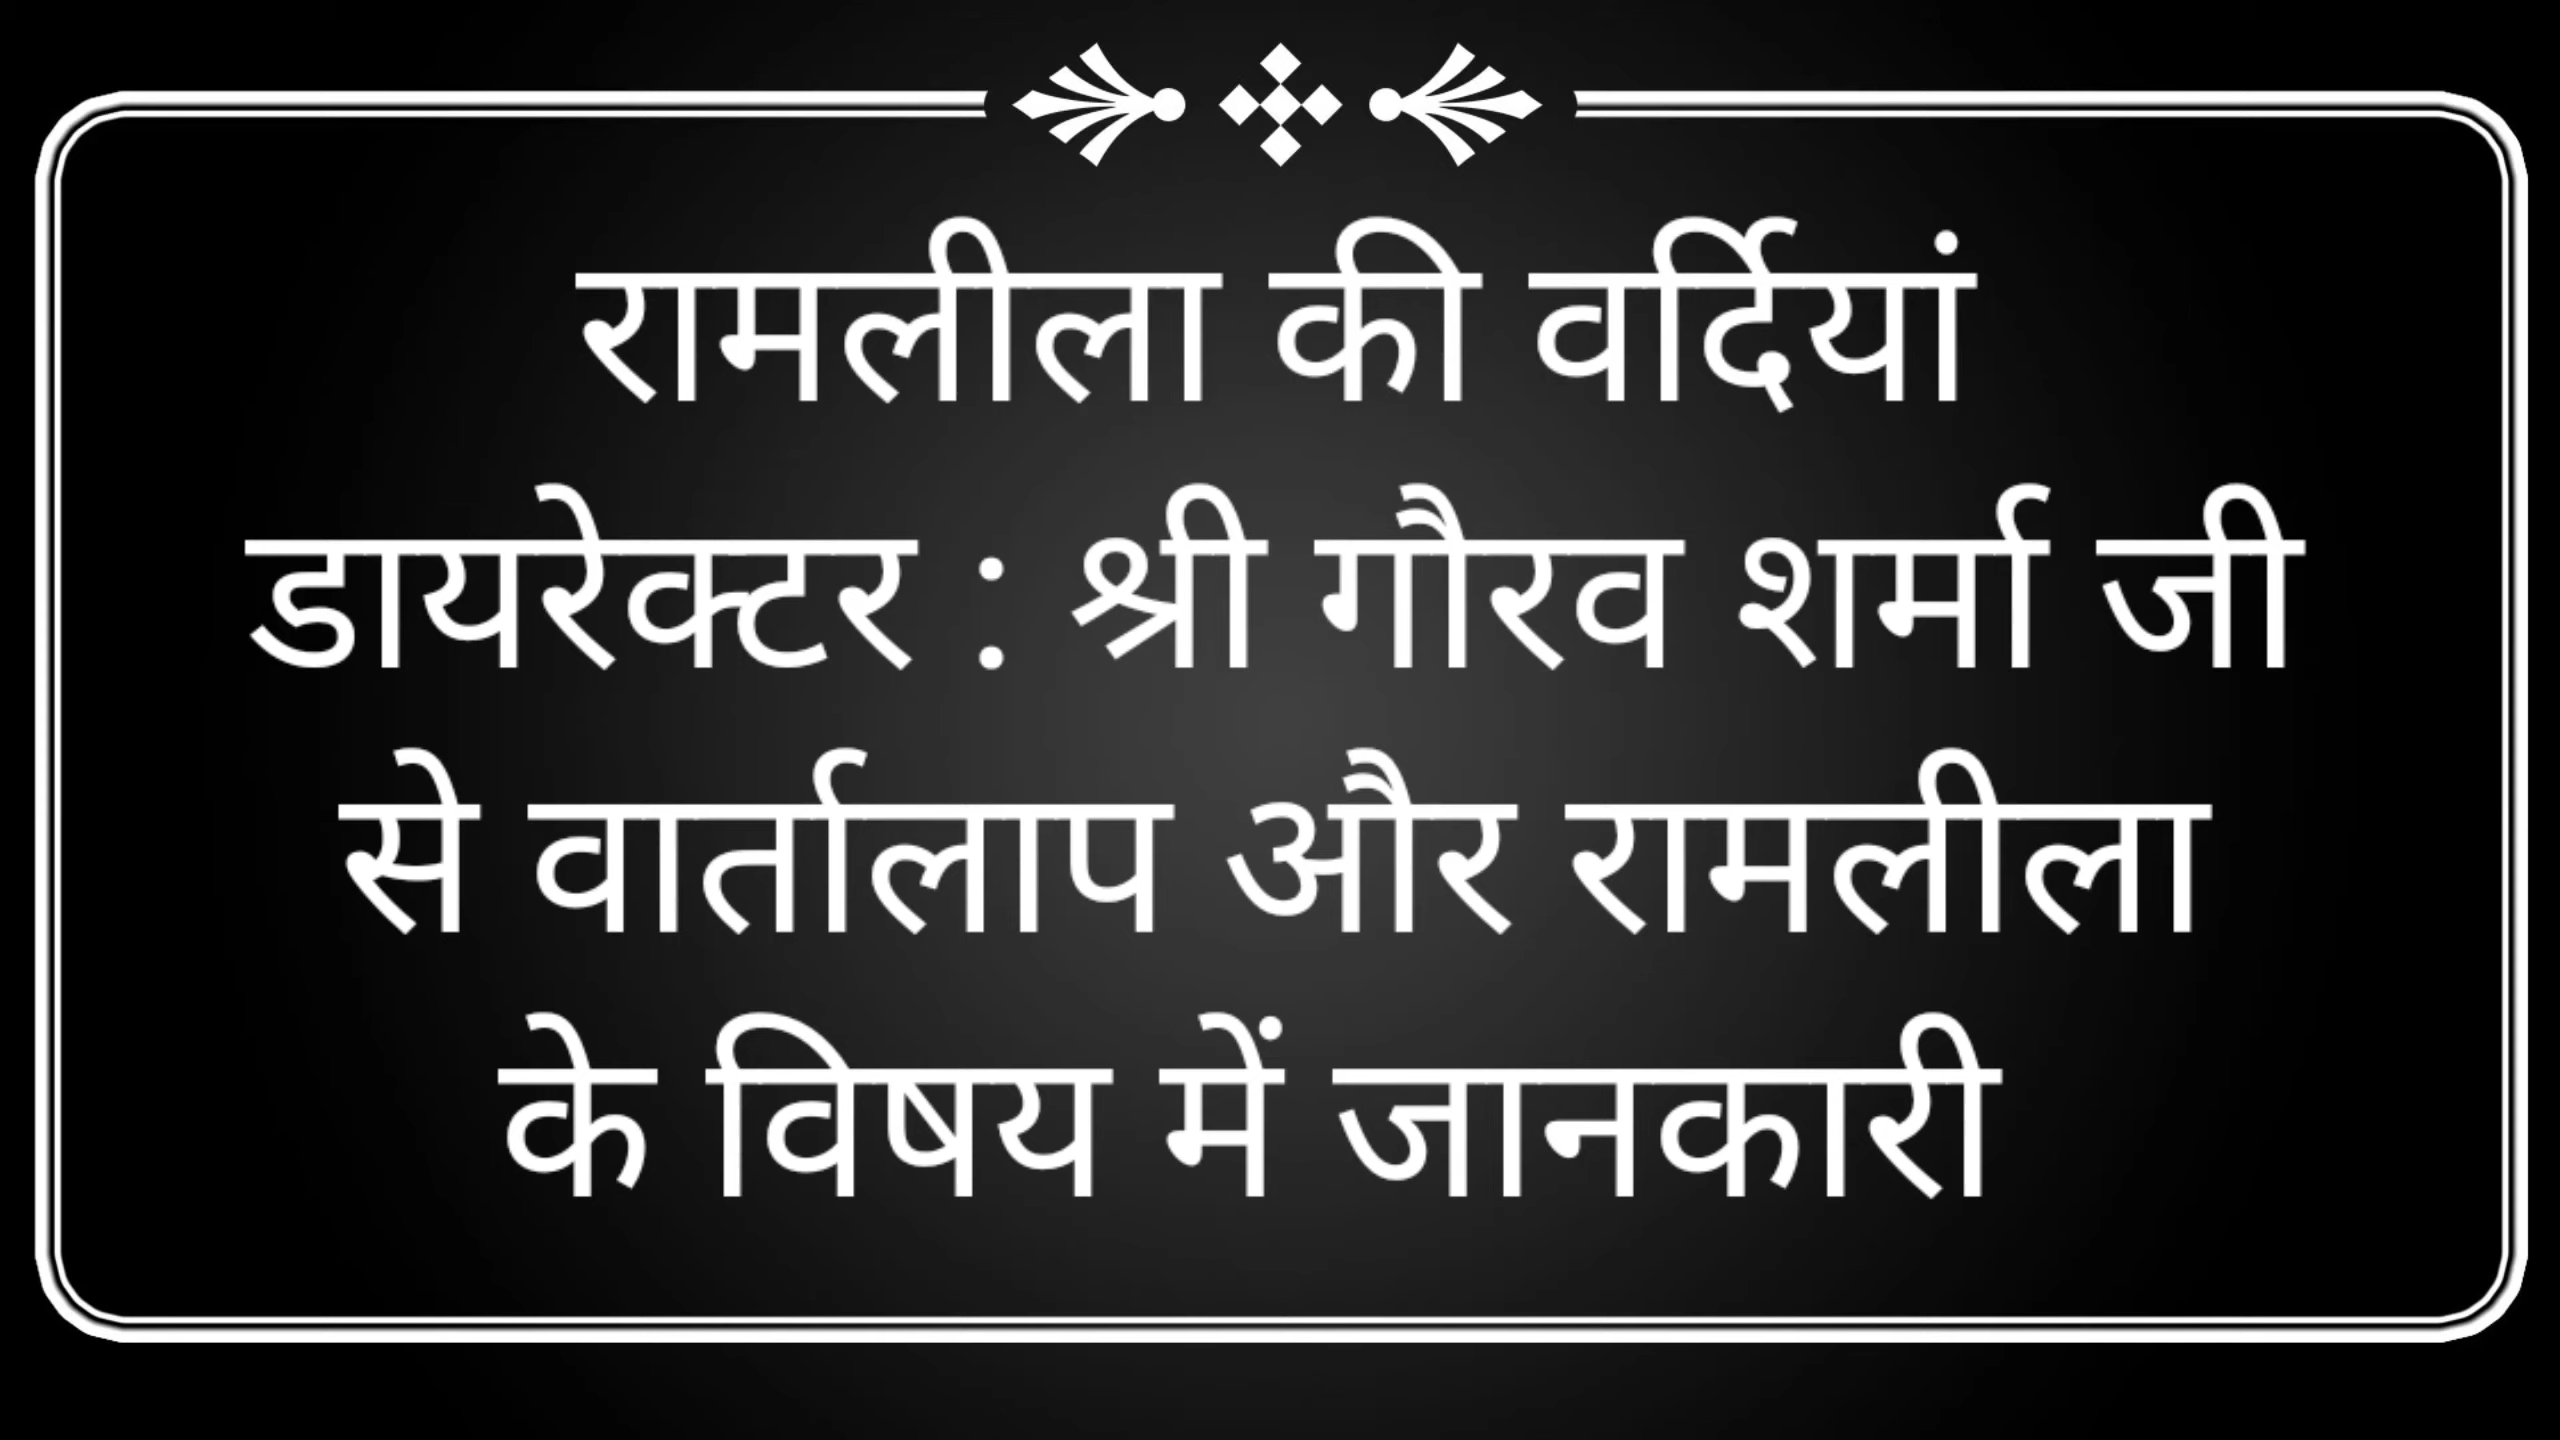 रामलीला की वर्दियां
डायरेक्टर : श्री गौरव शर्मा जी
से वार्तालाप और रामलीला
के विषय में जानकारी